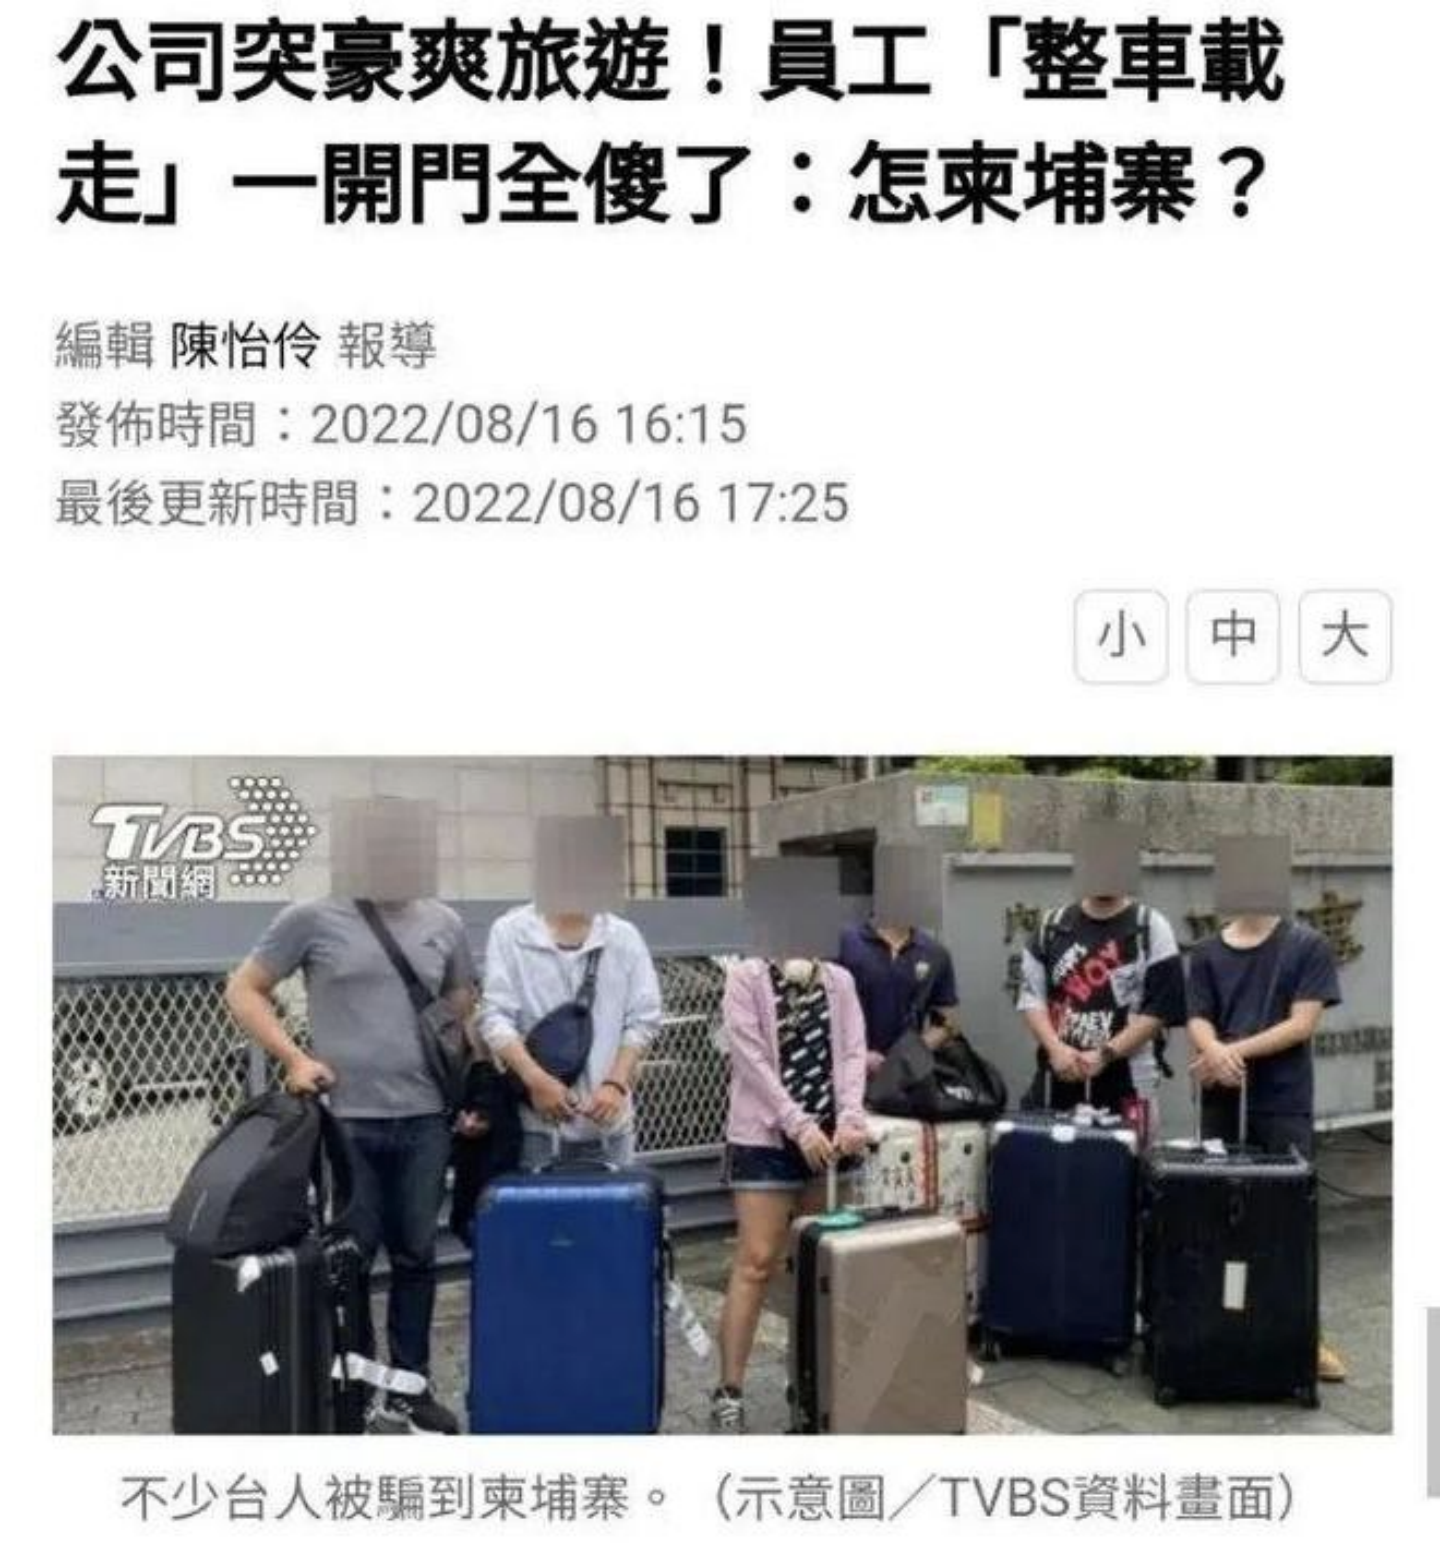 公司突豪爽旅遊！員工「整車載
走」一開門全傻了：怎柬埔寨？
編輯 陳怡伶 報導
發佈時間：2022/08/16 16:15
最後更新時間：2022/08/16 17:25
小 中 大
TVBS
新聞網
不少台人被騙到柬埔寨。（示意圖／TVBS資料畫面）